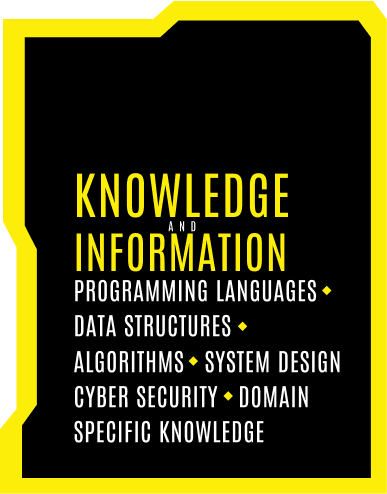 KNOWLEDGE
AND
INFORMATION
PROGRAMMING LANGUAGES ◆
DATA STRUCTURES ◆
ALGORITHMS ◆ SYSTEM DESIGN
CYBER SECURITY ◆ DOMAIN
SPECIFIC KNOWLEDGE